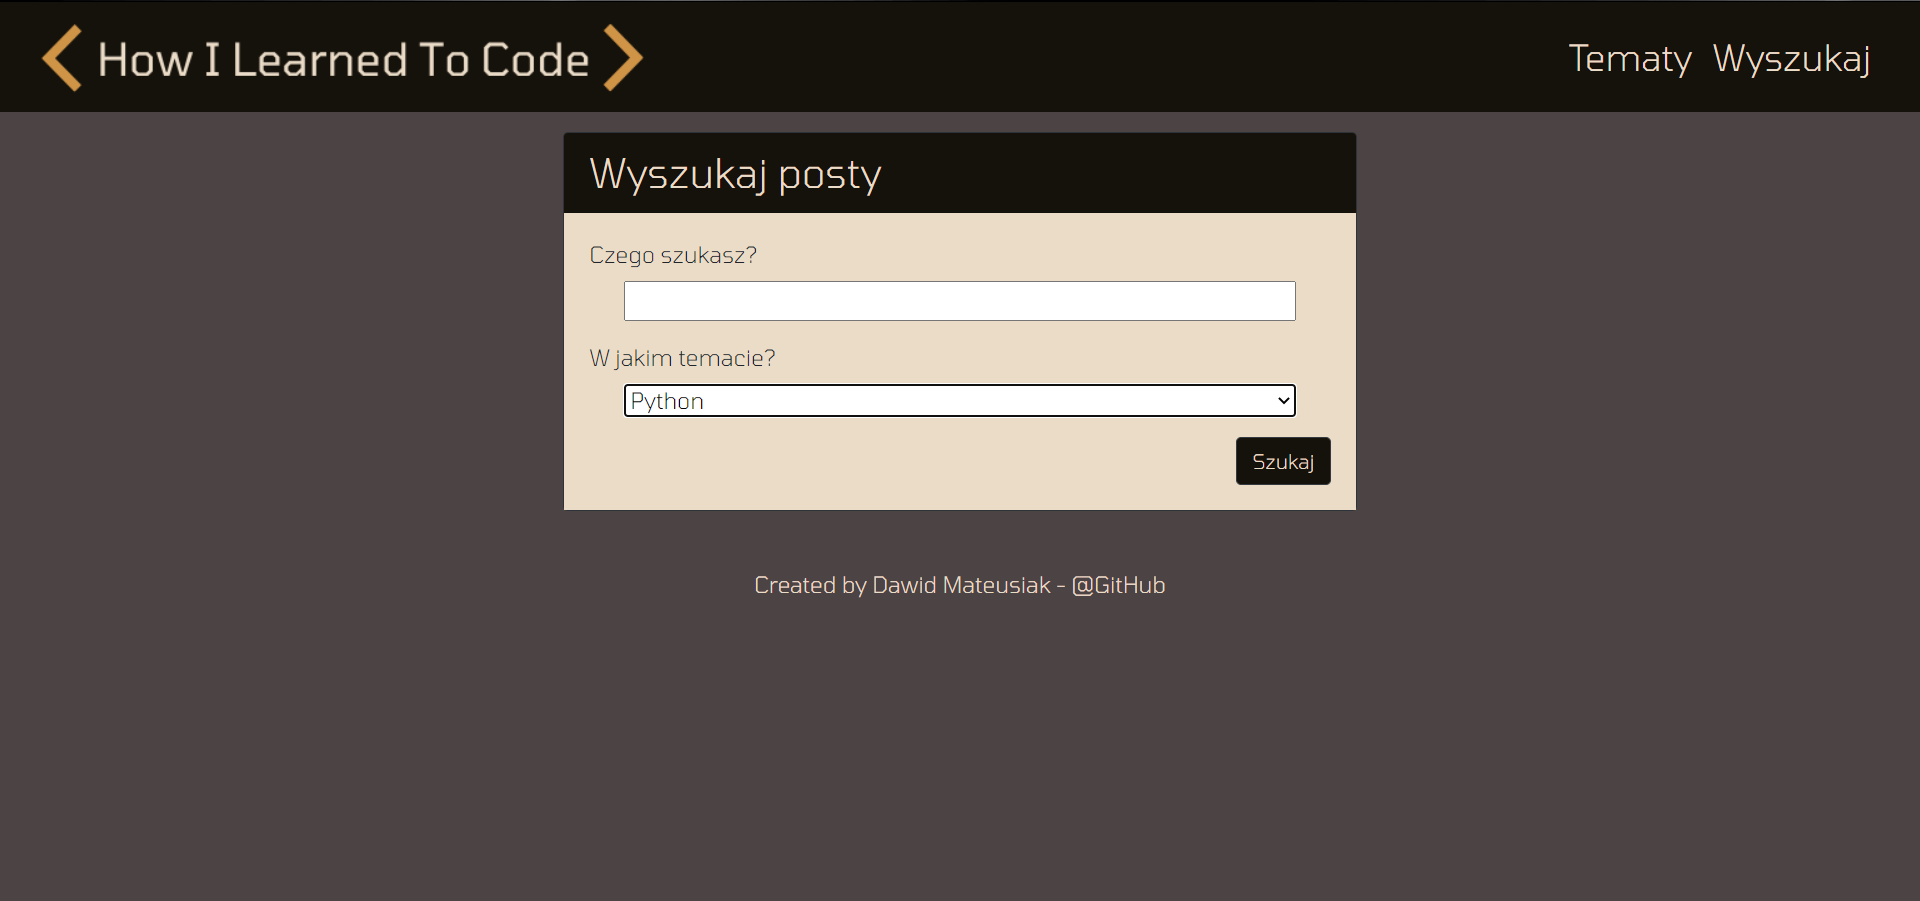 How I Learned To Code
Tematy Wyszukaj
Wyszukaj posty
Czego szukasz?
W jakim temacie?
Python
Szukaj
Created by Dawid Mateusiak - @GitHub